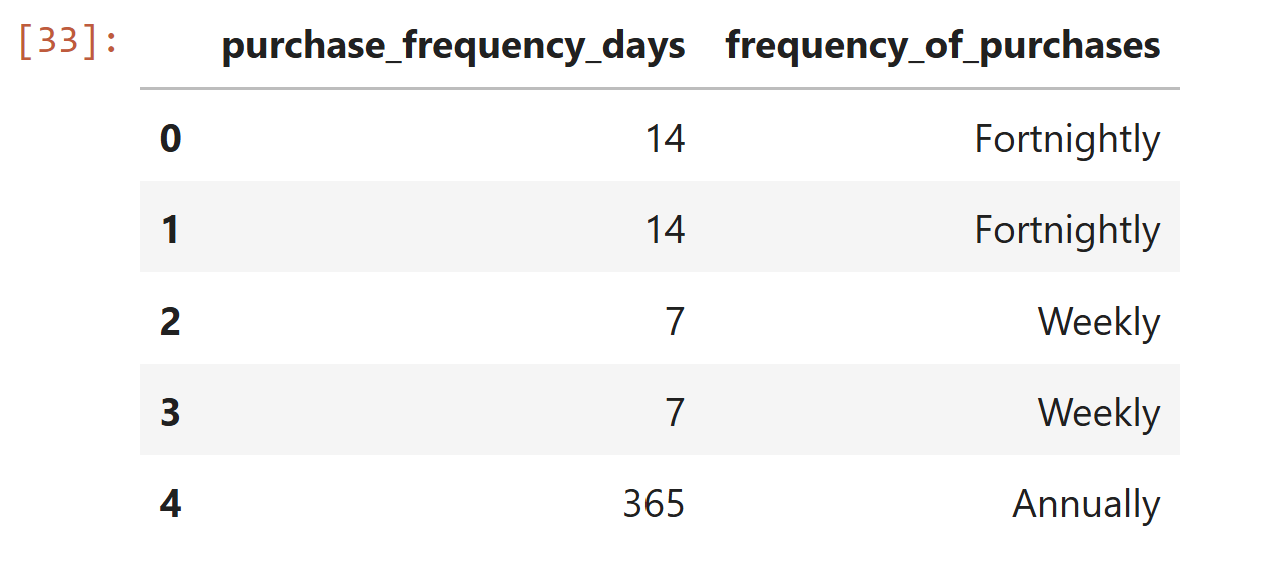 [33]: purchase_frequency_days frequency_of_purchases
0 14 Fortnightly
1 14 Fortnightly
2 7 Weekly
3 7 Weekly
4 365 Annually